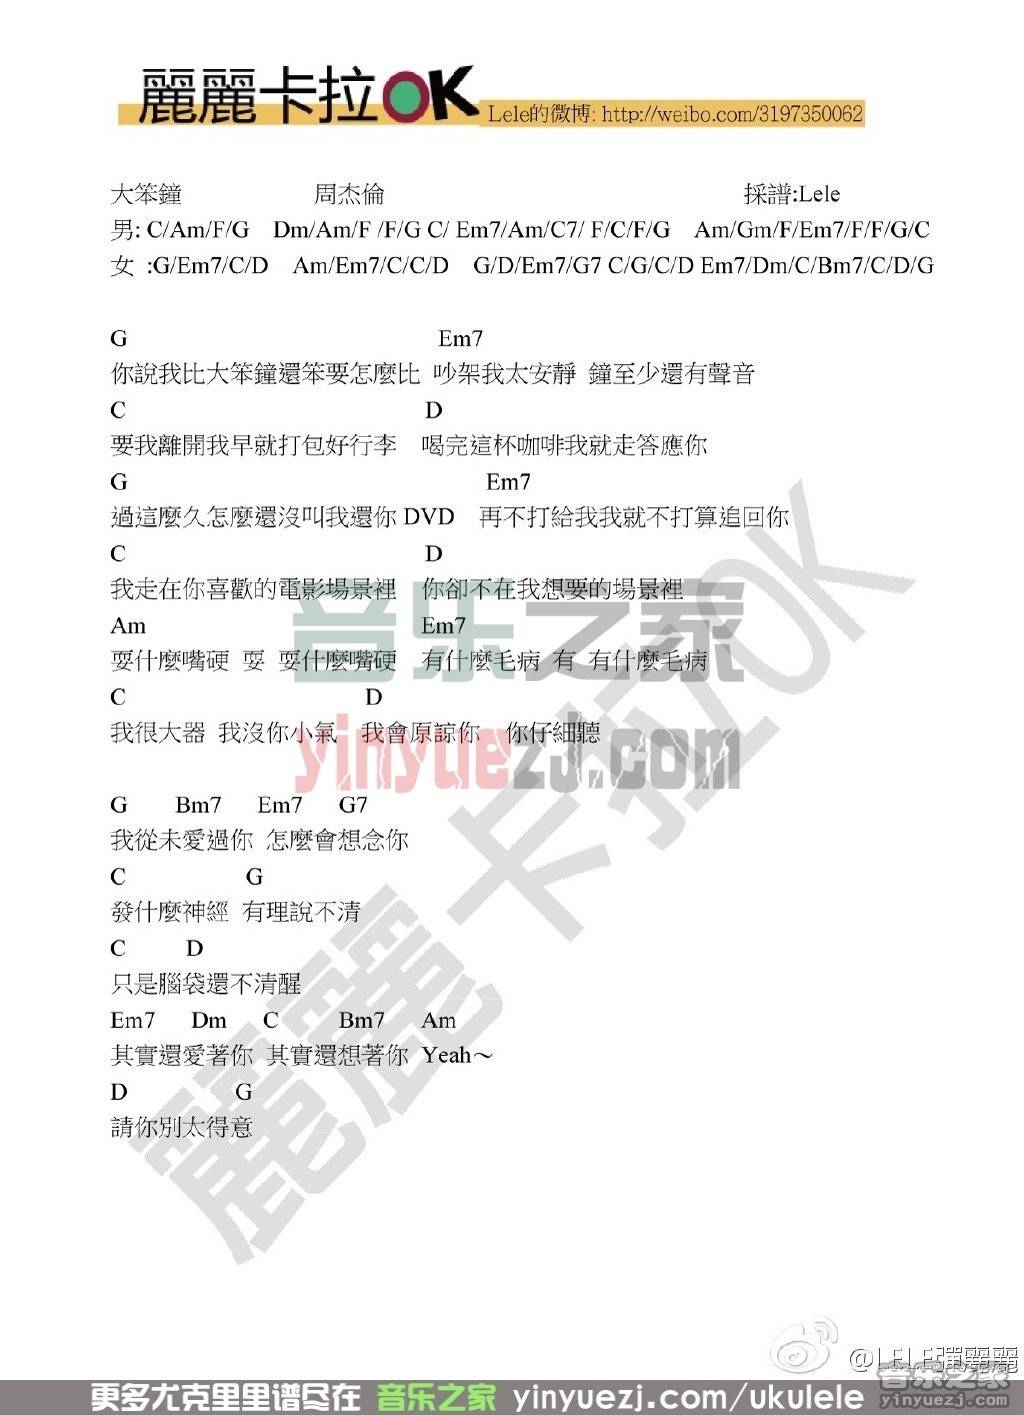 麗麗卡拉OK
Lele的微博: http://weibo.com/3197350062
大笨鐘 周杰倫 採譜:Lele
男: C/Am/F/G Dm/Am/F /F/G C/ Em7/Am/C7/ F/C/F/G Am/Gm/F/Em7/F/F/G/C
女 :G/Em7/C/D Am/Em7/C/C/D G/D/Em7/G7 C/G/C/D Em7/Dm/C/Bm7/C/D/G
G Em7
你說我比大笨鐘還笨要怎麼比 吵架我太安靜 鐘至少還有聲音
C D
要我離開我早就打包好行李 喝完這杯咖啡我就走答應你
G Em7
過這麼久怎麼還沒叫我還你 DVD 再不打給我我就不打算追回你
C D
我走在你喜歡的電影場景裡 你卻不在我想要的場景裡
Am Em7
耍什麼嘴硬 耍 耍什麼嘴硬 有什麼毛病 有 有什麼毛病
C D
我很大器 我沒你小氣 我會原諒你 你仔細聽
G Bm7 Em7 G7
我從未愛過你 怎麼會想念你
C G
發什麼神經 有理說不清
C D
只是腦袋還不清醒
Em7 Dm C Bm7 Am
其實還愛著你 其實還想著你 Yeah～
D G
請你別太得意
音乐之家
yinyuezj.com
麗麗卡拉OK
@LELE彈麗麗
音乐之家
yinyuezj.com
更多尤克里里谱尽在 音乐之家 yinyuezj.com/ukulele